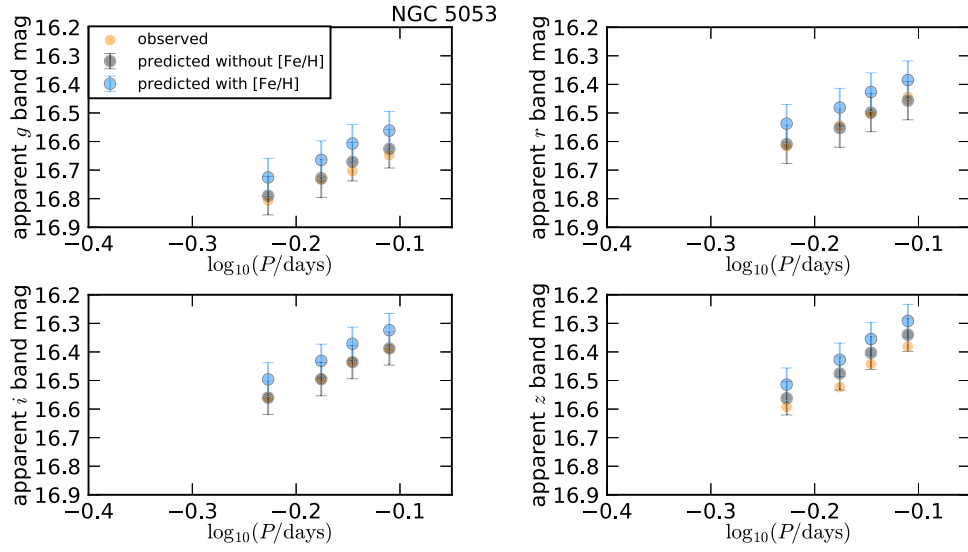 NGC 5053
observed
predicted without [Fe/H]
predicted with [Fe/H]
apparent g band mag
16.2
16.3
16.4
16.5
16.6
16.7
16.8
16.9
−0.4 −0.3 −0.2 −0.1
log10(P/days)
apparent r band mag
16.2
16.3
16.4
16.5
16.6
16.7
16.8
16.9
−0.4 −0.3 −0.2 −0.1
log10(P/days)
apparent i band mag
16.2
16.3
16.4
16.5
16.6
16.7
16.8
16.9
−0.4 −0.3 −0.2 −0.1
log10(P/days)
apparent z band mag
16.2
16.3
16.4
16.5
16.6
16.7
16.8
16.9
−0.4 −0.3 −0.2 −0.1
log10(P/days)